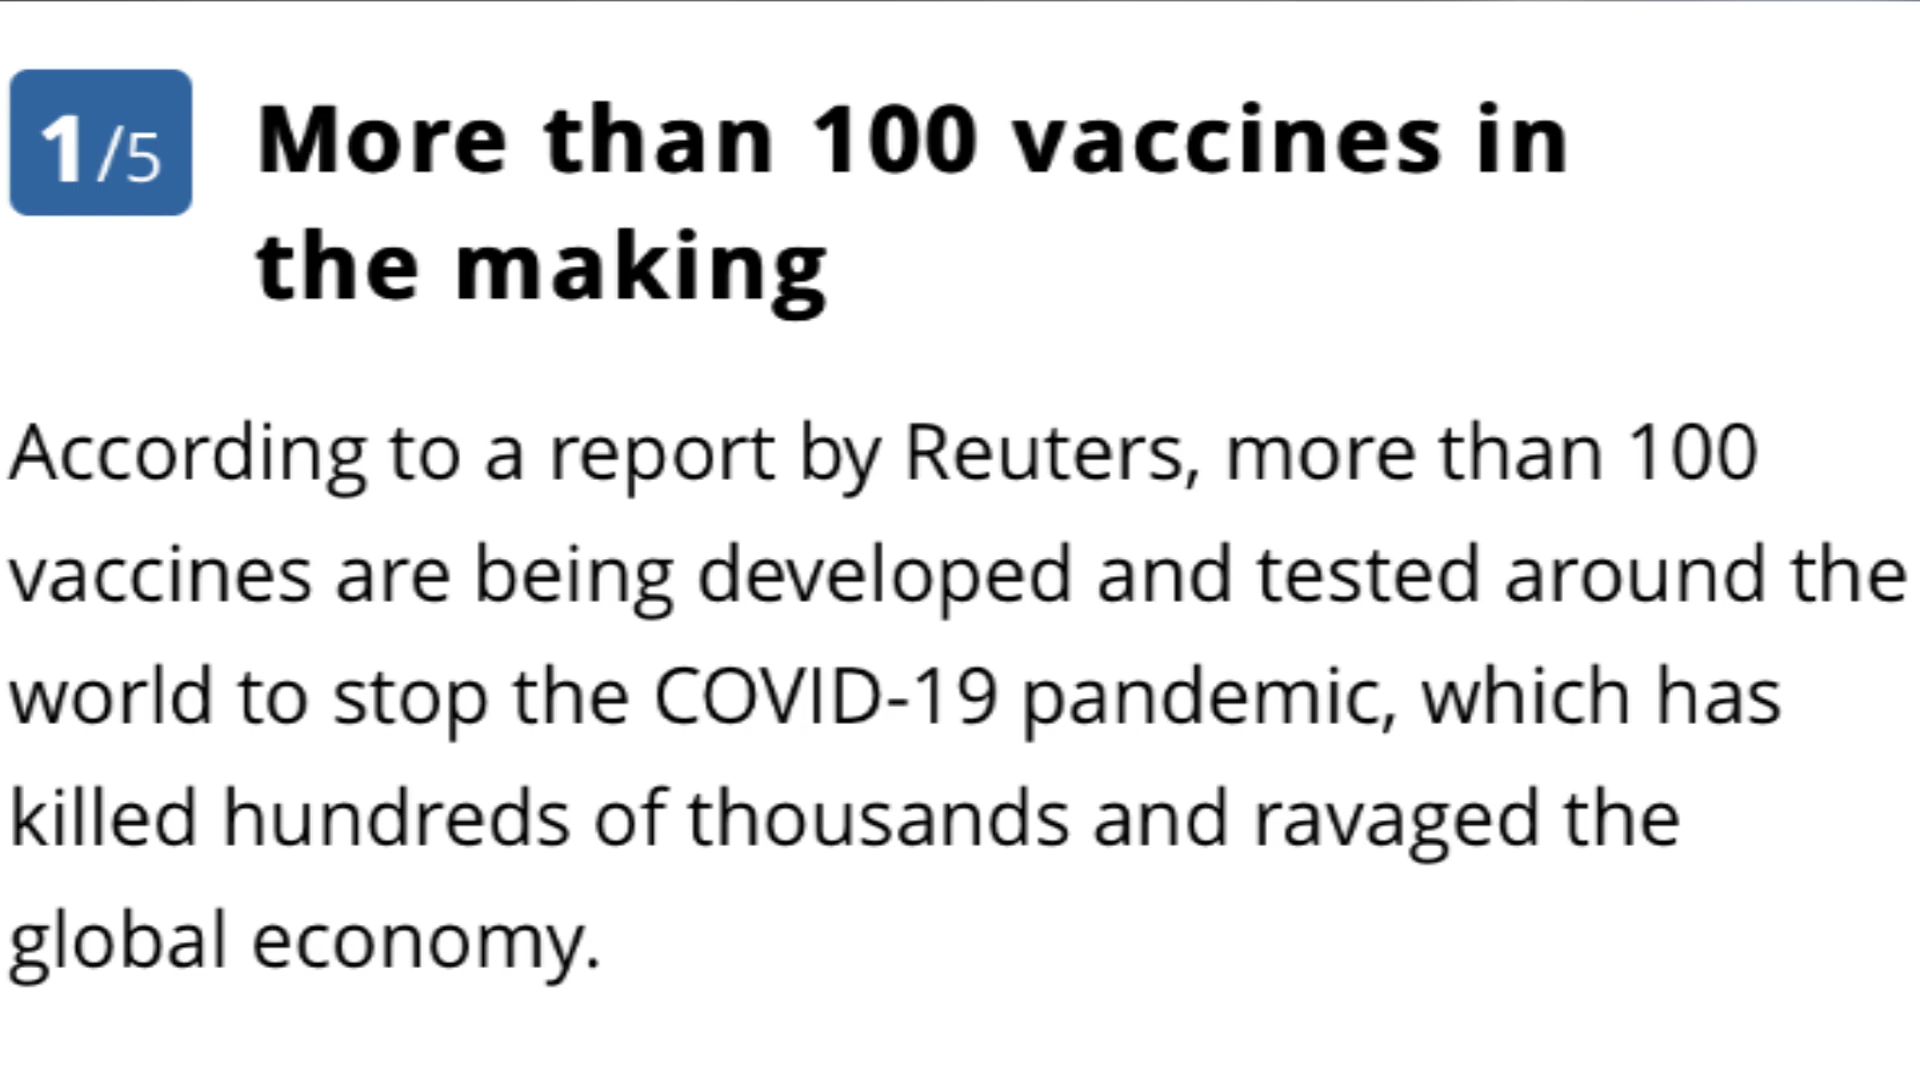 1/5
More than 100 vaccines in
the making
According to a report by Reuters, more than 100
vaccines are being developed and tested around the
world to stop the COVID-19 pandemic, which has
killed hundreds of thousands and ravaged the
global economy.